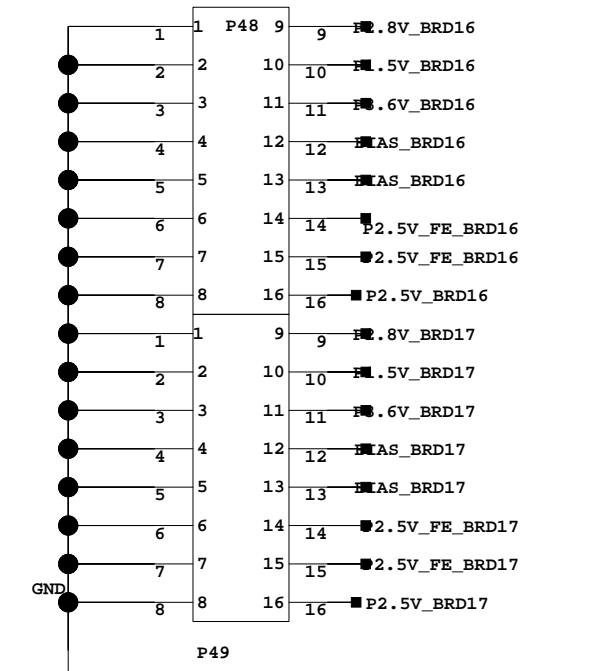 1 1 P48 9 9 P2.8V_BRD16
2 2 10 10 P1.5V_BRD16
3 3 11 11 P3.6V_BRD16
4 4 12 12 BIAS_BRD16
5 5 13 13 BIAS_BRD16
6 6 14 14 P2.5V_FE_BRD16
7 7 15 15 P2.5V_FE_BRD16
8 8 16 16 P2.5V_BRD16
1 1 9 9 P2.8V_BRD17
2 2 10 10 P1.5V_BRD17
3 3 11 11 P3.6V_BRD17
4 4 12 12 BIAS_BRD17
5 5 13 13 BIAS_BRD17
6 6 14 14 P2.5V_FE_BRD17
7 7 15 15 P2.5V_FE_BRD17
GND
8 8 16 16 P2.5V_BRD17
P49